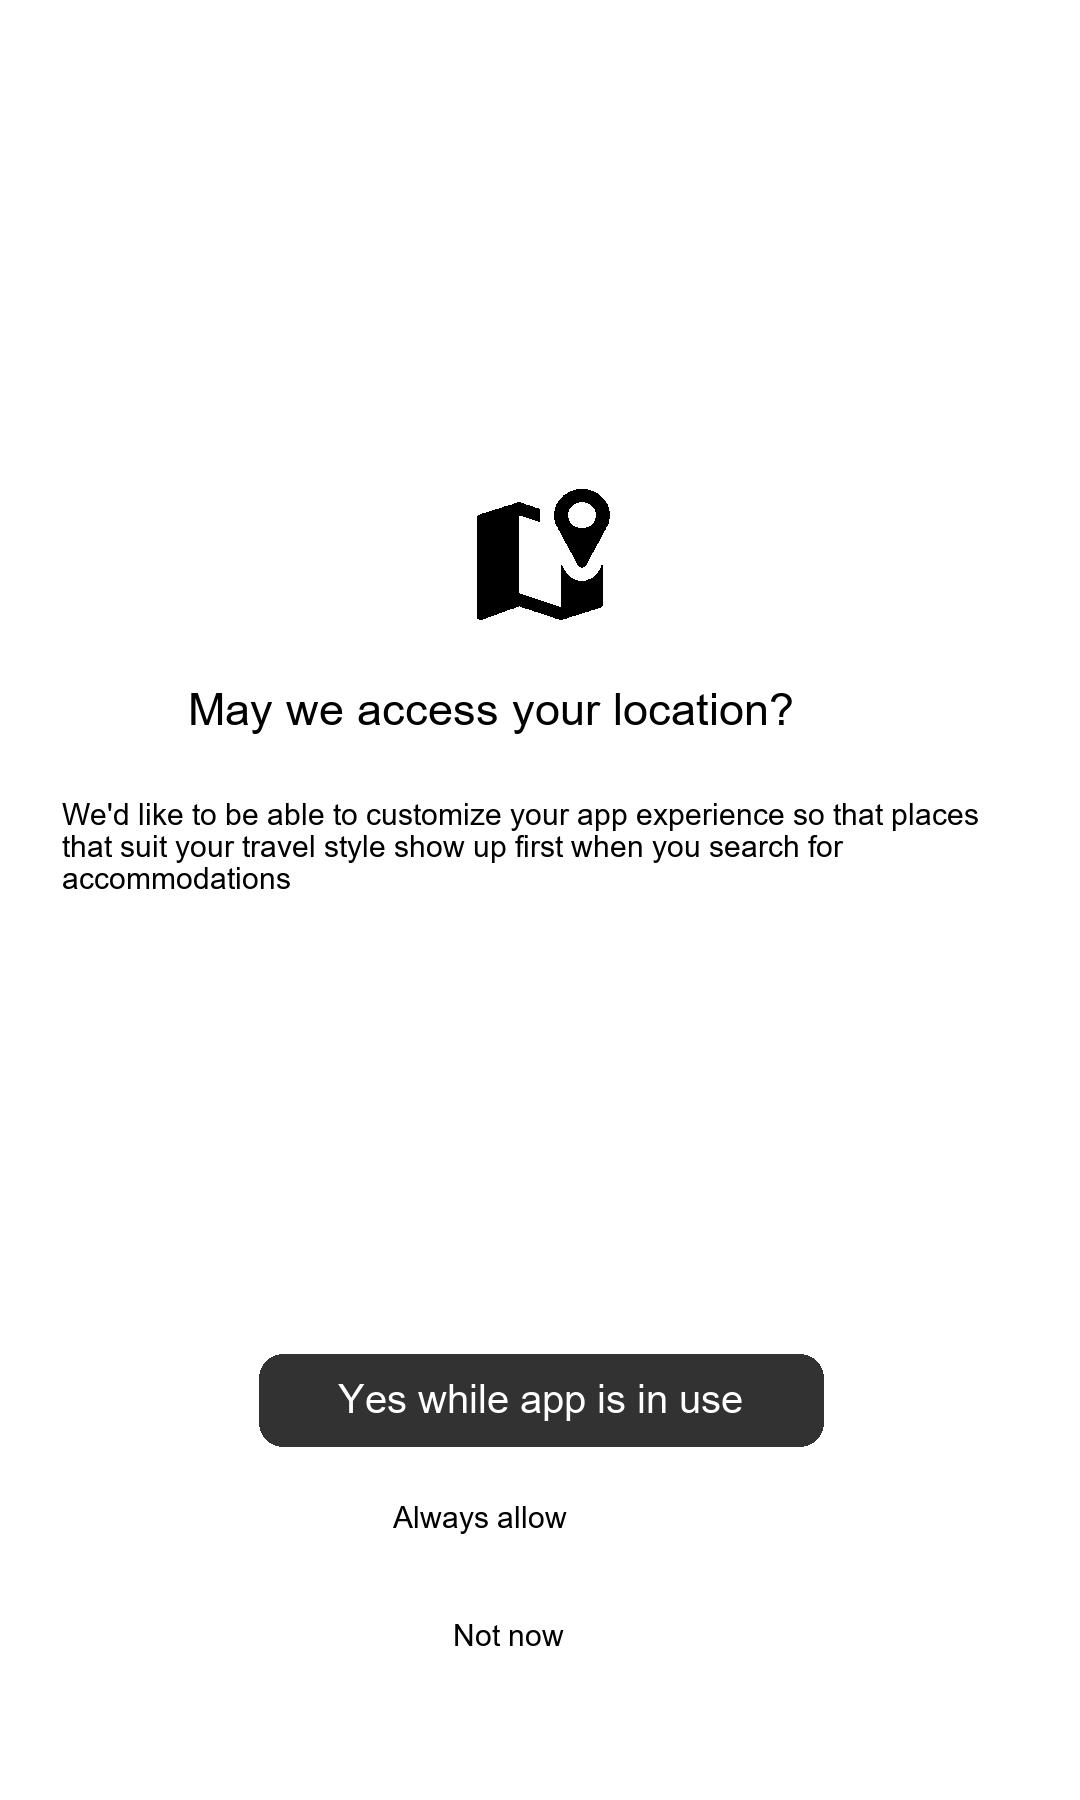 May we access your location?
We'd like to be able to customize your app experience so that places
that suit your travel style show up first when you search for
accommodations
Yes while app is in use
Always allow
Not now